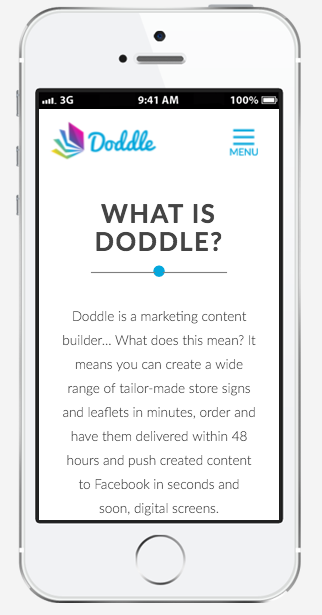 3G 9:41 AM 100%
Doddle
MENU
WHAT IS
DODDLE?
Doddle is a marketing content
builder... What does this mean? It
means you can create a wide
range of tailor-made store signs
and leaflets in minutes, order and
have them delivered within 48
hours and push created content
to Facebook in seconds and
soon, digital screens.